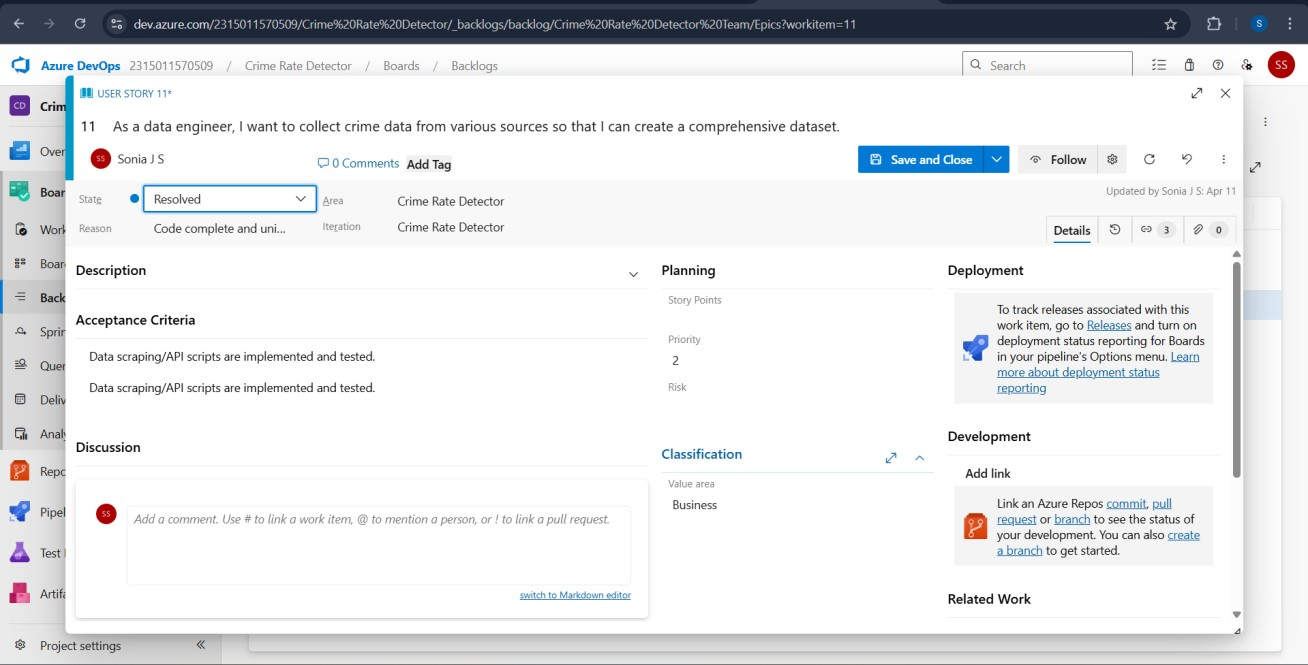 dev.azure.com/2315011570509/Crime%20Rate%20Detector/_backlogs/backlog/Crime%20Rate%20Detector%20Team/Epics?workitem=11
S
Azure DevOps 2315011570509 / Crime Rate Detector / Boards / Backlogs
Search
SS
CD Crim
Over
Boar
Work
Boar
Back
Sprin
Quer
Deliv
Analy
Repo
Pipel
Test
Artifa
Project settings
USER STORY 11*
11 As a data engineer, I want to collect crime data from various sources so that I can create a comprehensive dataset.
SS Sonia J S
0 Comments Add Tag
Save and Close
Follow
State Resolved
Area Crime Rate Detector
Updated by Sonia J S: Apr 11
Reason Code complete and uni...
Iteration Crime Rate Detector
Details 3 0
Description
Acceptance Criteria
Data scraping/API scripts are implemented and tested.
Data scraping/API scripts are implemented and tested.
Discussion
SS
Add a comment. Use # to link a work item, @ to mention a person, or ! to link a pull request.
switch to Markdown editor
Planning
Story Points
Priority
2
Risk
Classification
Value area
Business
Deployment
To track releases associated with this
work item, go to Releases and turn on
deployment status reporting for Boards
in your pipeline's Options menu. Learn
more about deployment status
reporting
Development
Add link
Link an Azure Repos commit, pull
request or branch to see the status of
your development. You can also create
a branch to get started.
Related Work